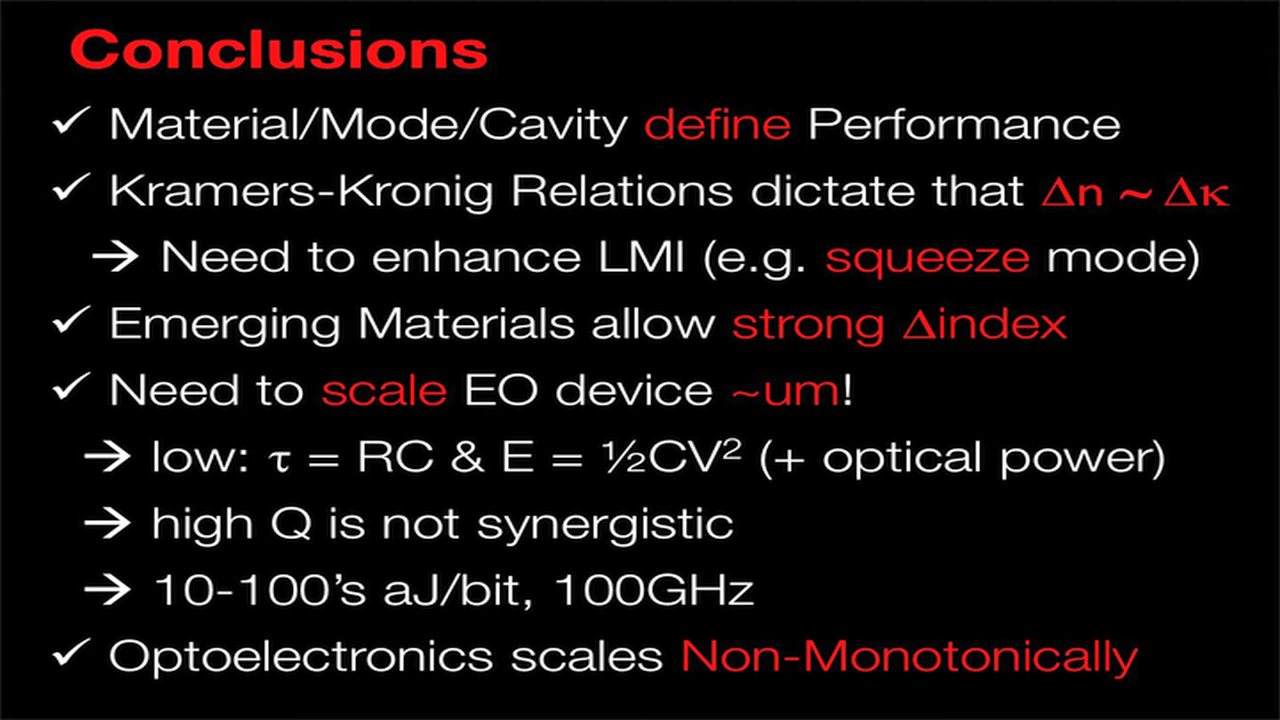 Conclusions
✓ Material/Mode/Cavity define Performance
✓ Kramers-Kronig Relations dictate that Δn ~ Δκ
→ Need to enhance LMI (e.g. squeeze mode)
✓ Emerging Materials allow strong Δindex
✓ Need to scale EO device ~um!
→ low: τ = RC & E = ½CV² (+ optical power)
→ high Q is not synergistic
→ 10-100’s aJ/bit, 100GHz
✓ Optoelectronics scales Non-Monotonically